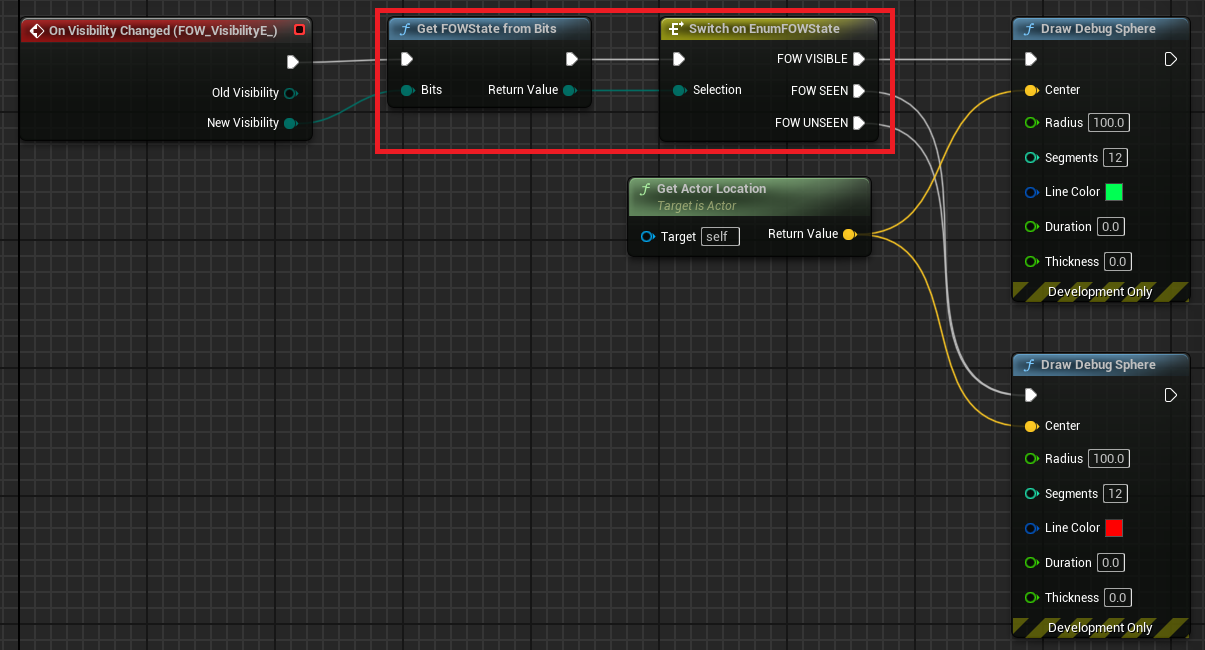 On Visibility Changed (FOW_VisibilityE_)
Old Visibility
New Visibility
Get FOWState from Bits
Bits
Return Value
Switch on EnumFOWState
Selection
FOW VISIBLE
FOW SEEN
FOW UNSEEN
Get Actor Location
Target is Actor
Target self
Return Value
Draw Debug Sphere
Center
Radius 100.0
Segments 12
Line Color
Duration 0.0
Thickness 0.0
Development Only
Draw Debug Sphere
Center
Radius 100.0
Segments 12
Line Color
Duration 0.0
Thickness 0.0
Development Only